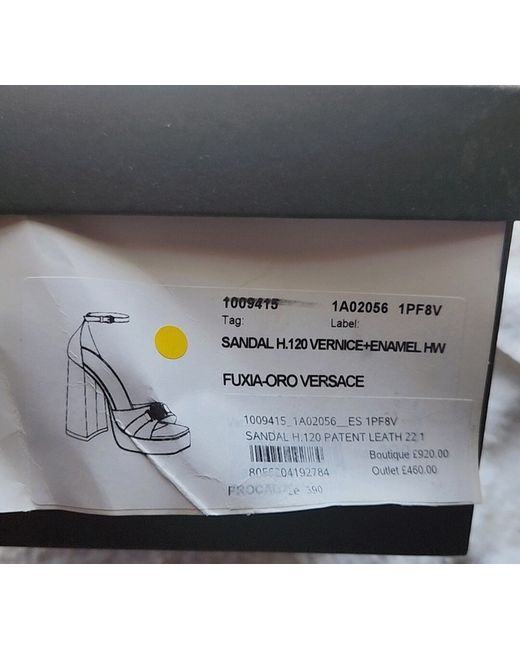 1009415 1A02056 1PF8V
Tag: Label:
SANDAL H.120 VERNICE+ENAMEL HW
FUXIA-ORO VERSACE
1009415_1A02056__ES 1PF8V
SANDAL H.120 PATENT LEATH 22 1
Boutique £920.00
Outlet £460.00
390